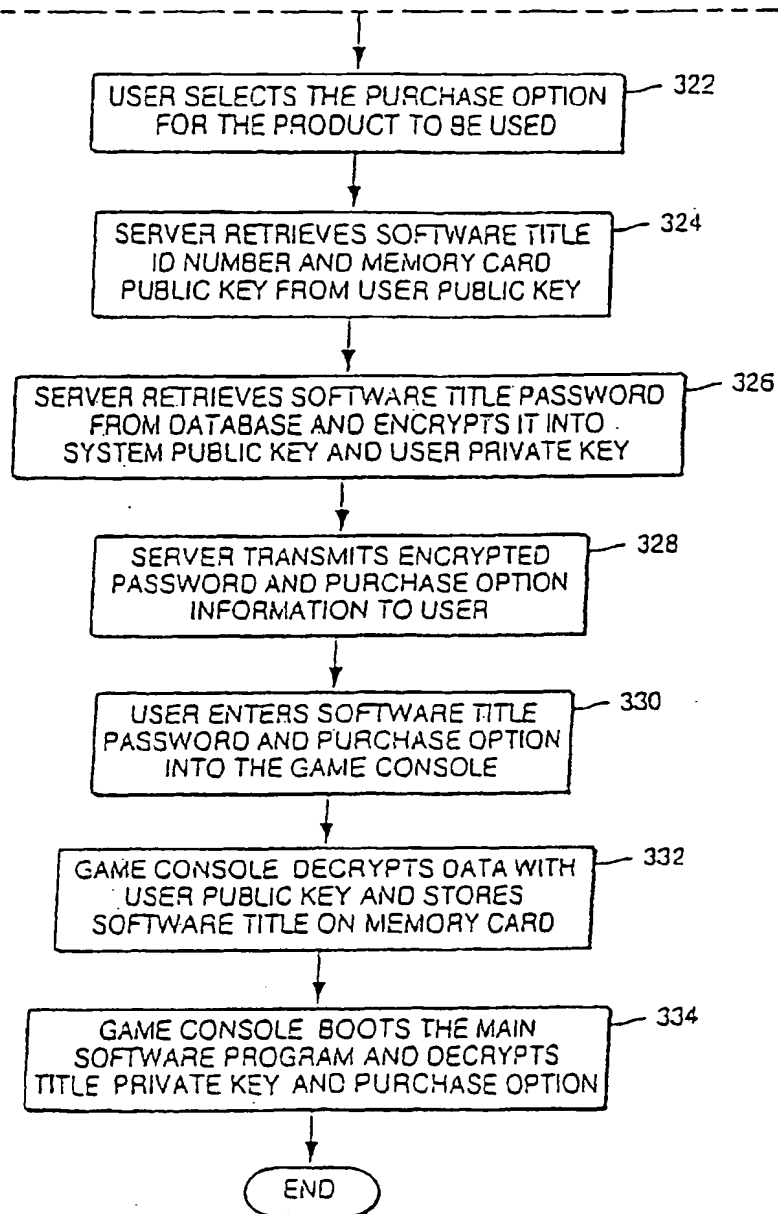 USER SELECTS THE PURCHASE OPTION
FOR THE PRODUCT TO BE USED
322
SERVER RETRIEVES SOFTWARE TITLE
ID NUMBER AND MEMORY CARD
PUBLIC KEY FROM USER PUBLIC KEY
324
SERVER RETRIEVES SOFTWARE TITLE PASSWORD
FROM DATABASE AND ENCRYPTS IT INTO
SYSTEM PUBLIC KEY AND USER PRIVATE KEY
326
SERVER TRANSMITS ENCRYPTED
PASSWORD AND PURCHASE OPTION
INFORMATION TO USER
328
USER ENTERS SOFTWARE TITLE
PASSWORD AND PURCHASE OPTION
INTO THE GAME CONSOLE
330
GAME CONSOLE DECRYPTS DATA WITH
USER PUBLIC KEY AND STORES
SOFTWARE TITLE ON MEMORY CARD
332
GAME CONSOLE BOOTS THE MAIN
SOFTWARE PROGRAM AND DECRYPTS
TITLE PRIVATE KEY AND PURCHASE OPTION
334
END